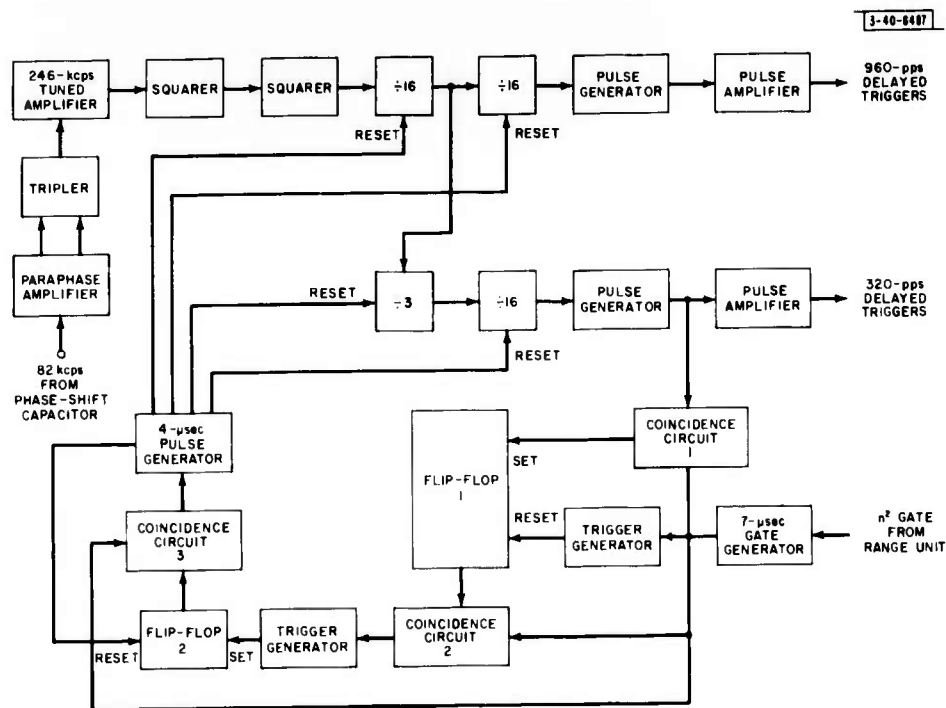 3-40-6487
246-kcps
TUNED
AMPLIFIER
SQUARER
SQUARER
÷16
÷16
PULSE
GENERATOR
PULSE
AMPLIFIER
960-pps
DELAYED
TRIGGERS
RESET
RESET
TRIPLER
PARAPHASE
AMPLIFIER
82 kcps
FROM
PHASE-SHIFT
CAPACITOR
RESET
÷3
÷16
PULSE
GENERATOR
PULSE
AMPLIFIER
320-pps
DELAYED
TRIGGERS
RESET
4-µsec
PULSE
GENERATOR
FLIP-FLOP
1
SET
COINCIDENCE
CIRCUIT
1
RESET
TRIGGER
GENERATOR
7-µsec
GATE
GENERATOR
n² GATE
FROM
RANGE UNIT
COINCIDENCE
CIRCUIT
3
RESET
FLIP-FLOP
2
SET
TRIGGER
GENERATOR
COINCIDENCE
CIRCUIT
2